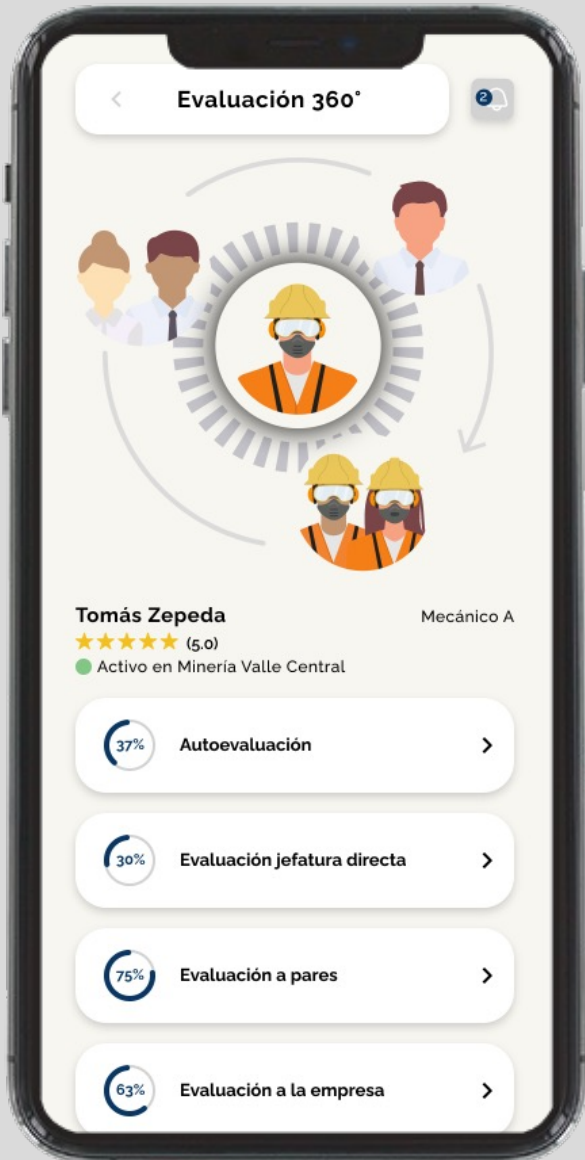 Evaluación 360°
2
Tomás Zepeda
Mecánico A
(5.0)
Activo en Minería Valle Central
37%
Autoevaluación
30%
Evaluación jefatura directa
75%
Evaluación a pares
63%
Evaluación a la empresa